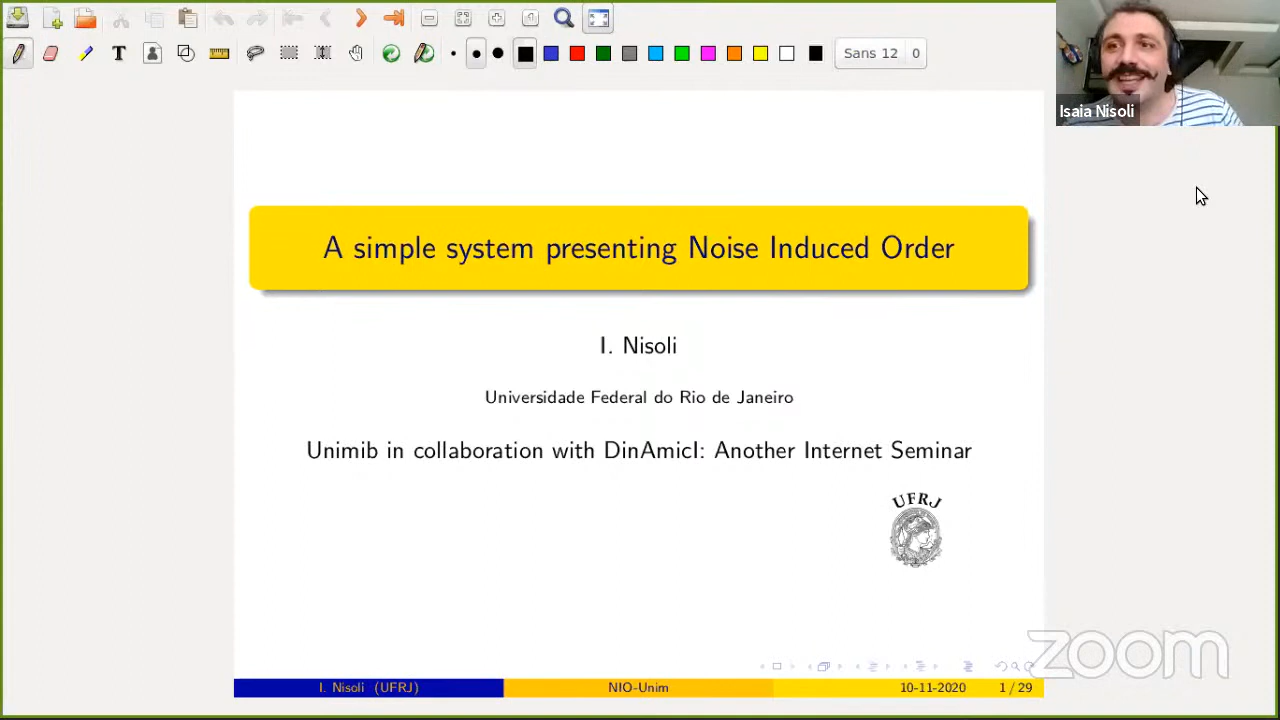 T
Sans 12 0
Isaia Nisoli
A simple system presenting Noise Induced Order
I. Nisoli
Universidade Federal do Rio de Janeiro
Unimib in collaboration with DinAmicI: Another Internet Seminar
UFRJ
zoom
I. Nisoli (UFRJ) NIO-Unim 10-11-2020 1 / 29